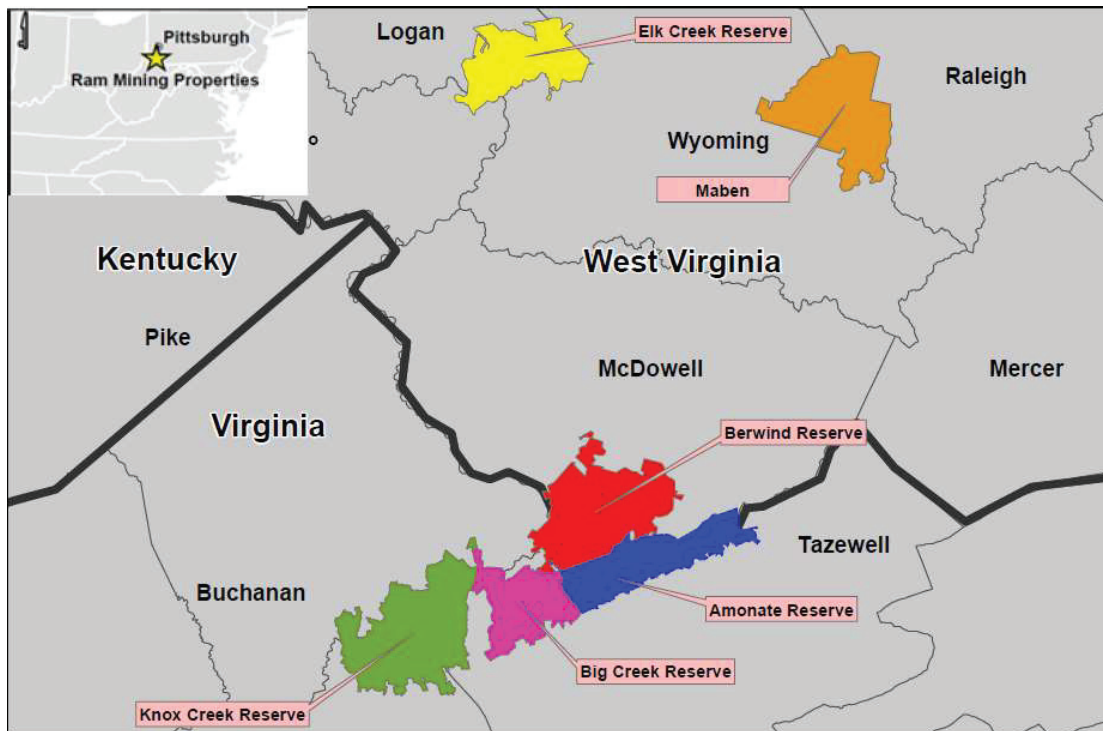 Pittsburgh
Ram Mining Properties
Logan
Elk Creek Reserve
Raleigh
Wyoming
Maben
Kentucky
West Virginia
Pike
McDowell
Mercer
Virginia
Berwind Reserve
Tazewell
Buchanan
Amonate Reserve
Big Creek Reserve
Knox Creek Reserve